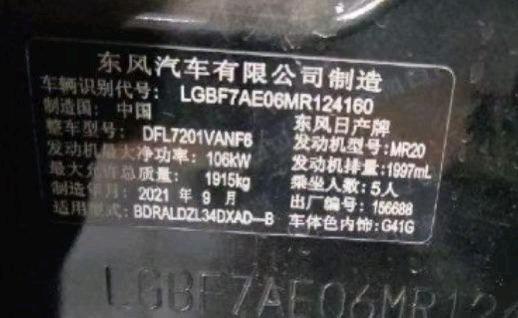 东风汽车有限公司制造
车辆识别代号: LGBF7AE06MR124160
制造国: 中国 东风日产牌
整车型号: DFL7201VANF6 发动机型号: MR20
发动机最大净功率: 106kW 发动机排量: 1997mL
最大允许总质量: 1915kg 乘坐人数: 5人
制造年月: 2021 年 9 月 出厂编号: 156688
适用型式: BDRALDZL34DXAD—B 车体色内饰: G41G
LGBF7AE06MR124